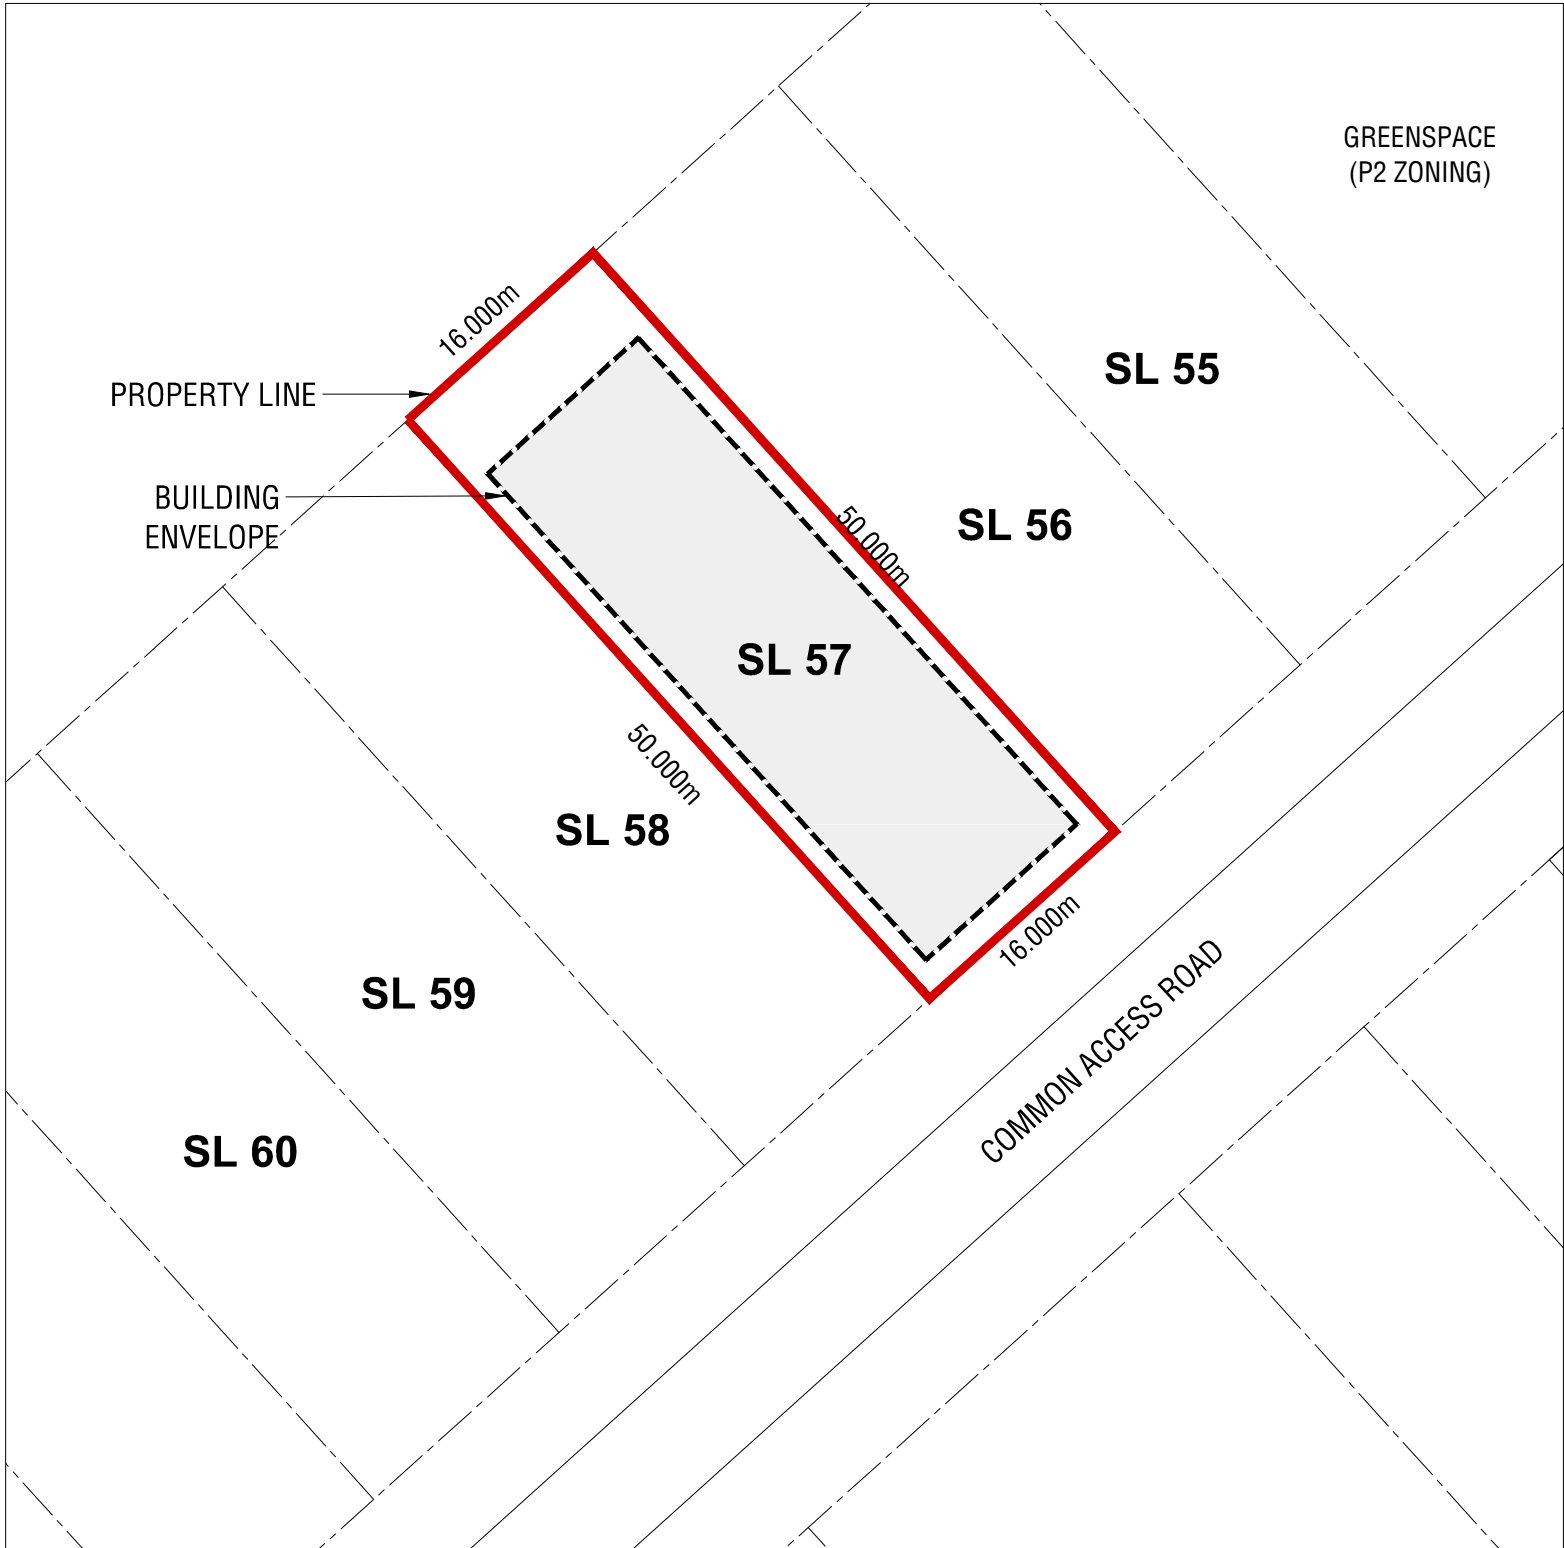 GREENSPACE
(P2 ZONING)
16.000m
SL 55
PROPERTY LINE
BUILDING
ENVELOPE
50.000m
SL 56
SL 57
50.000m
SL 58
16.000m
COMMON ACCESS ROAD
SL 59
SL 60